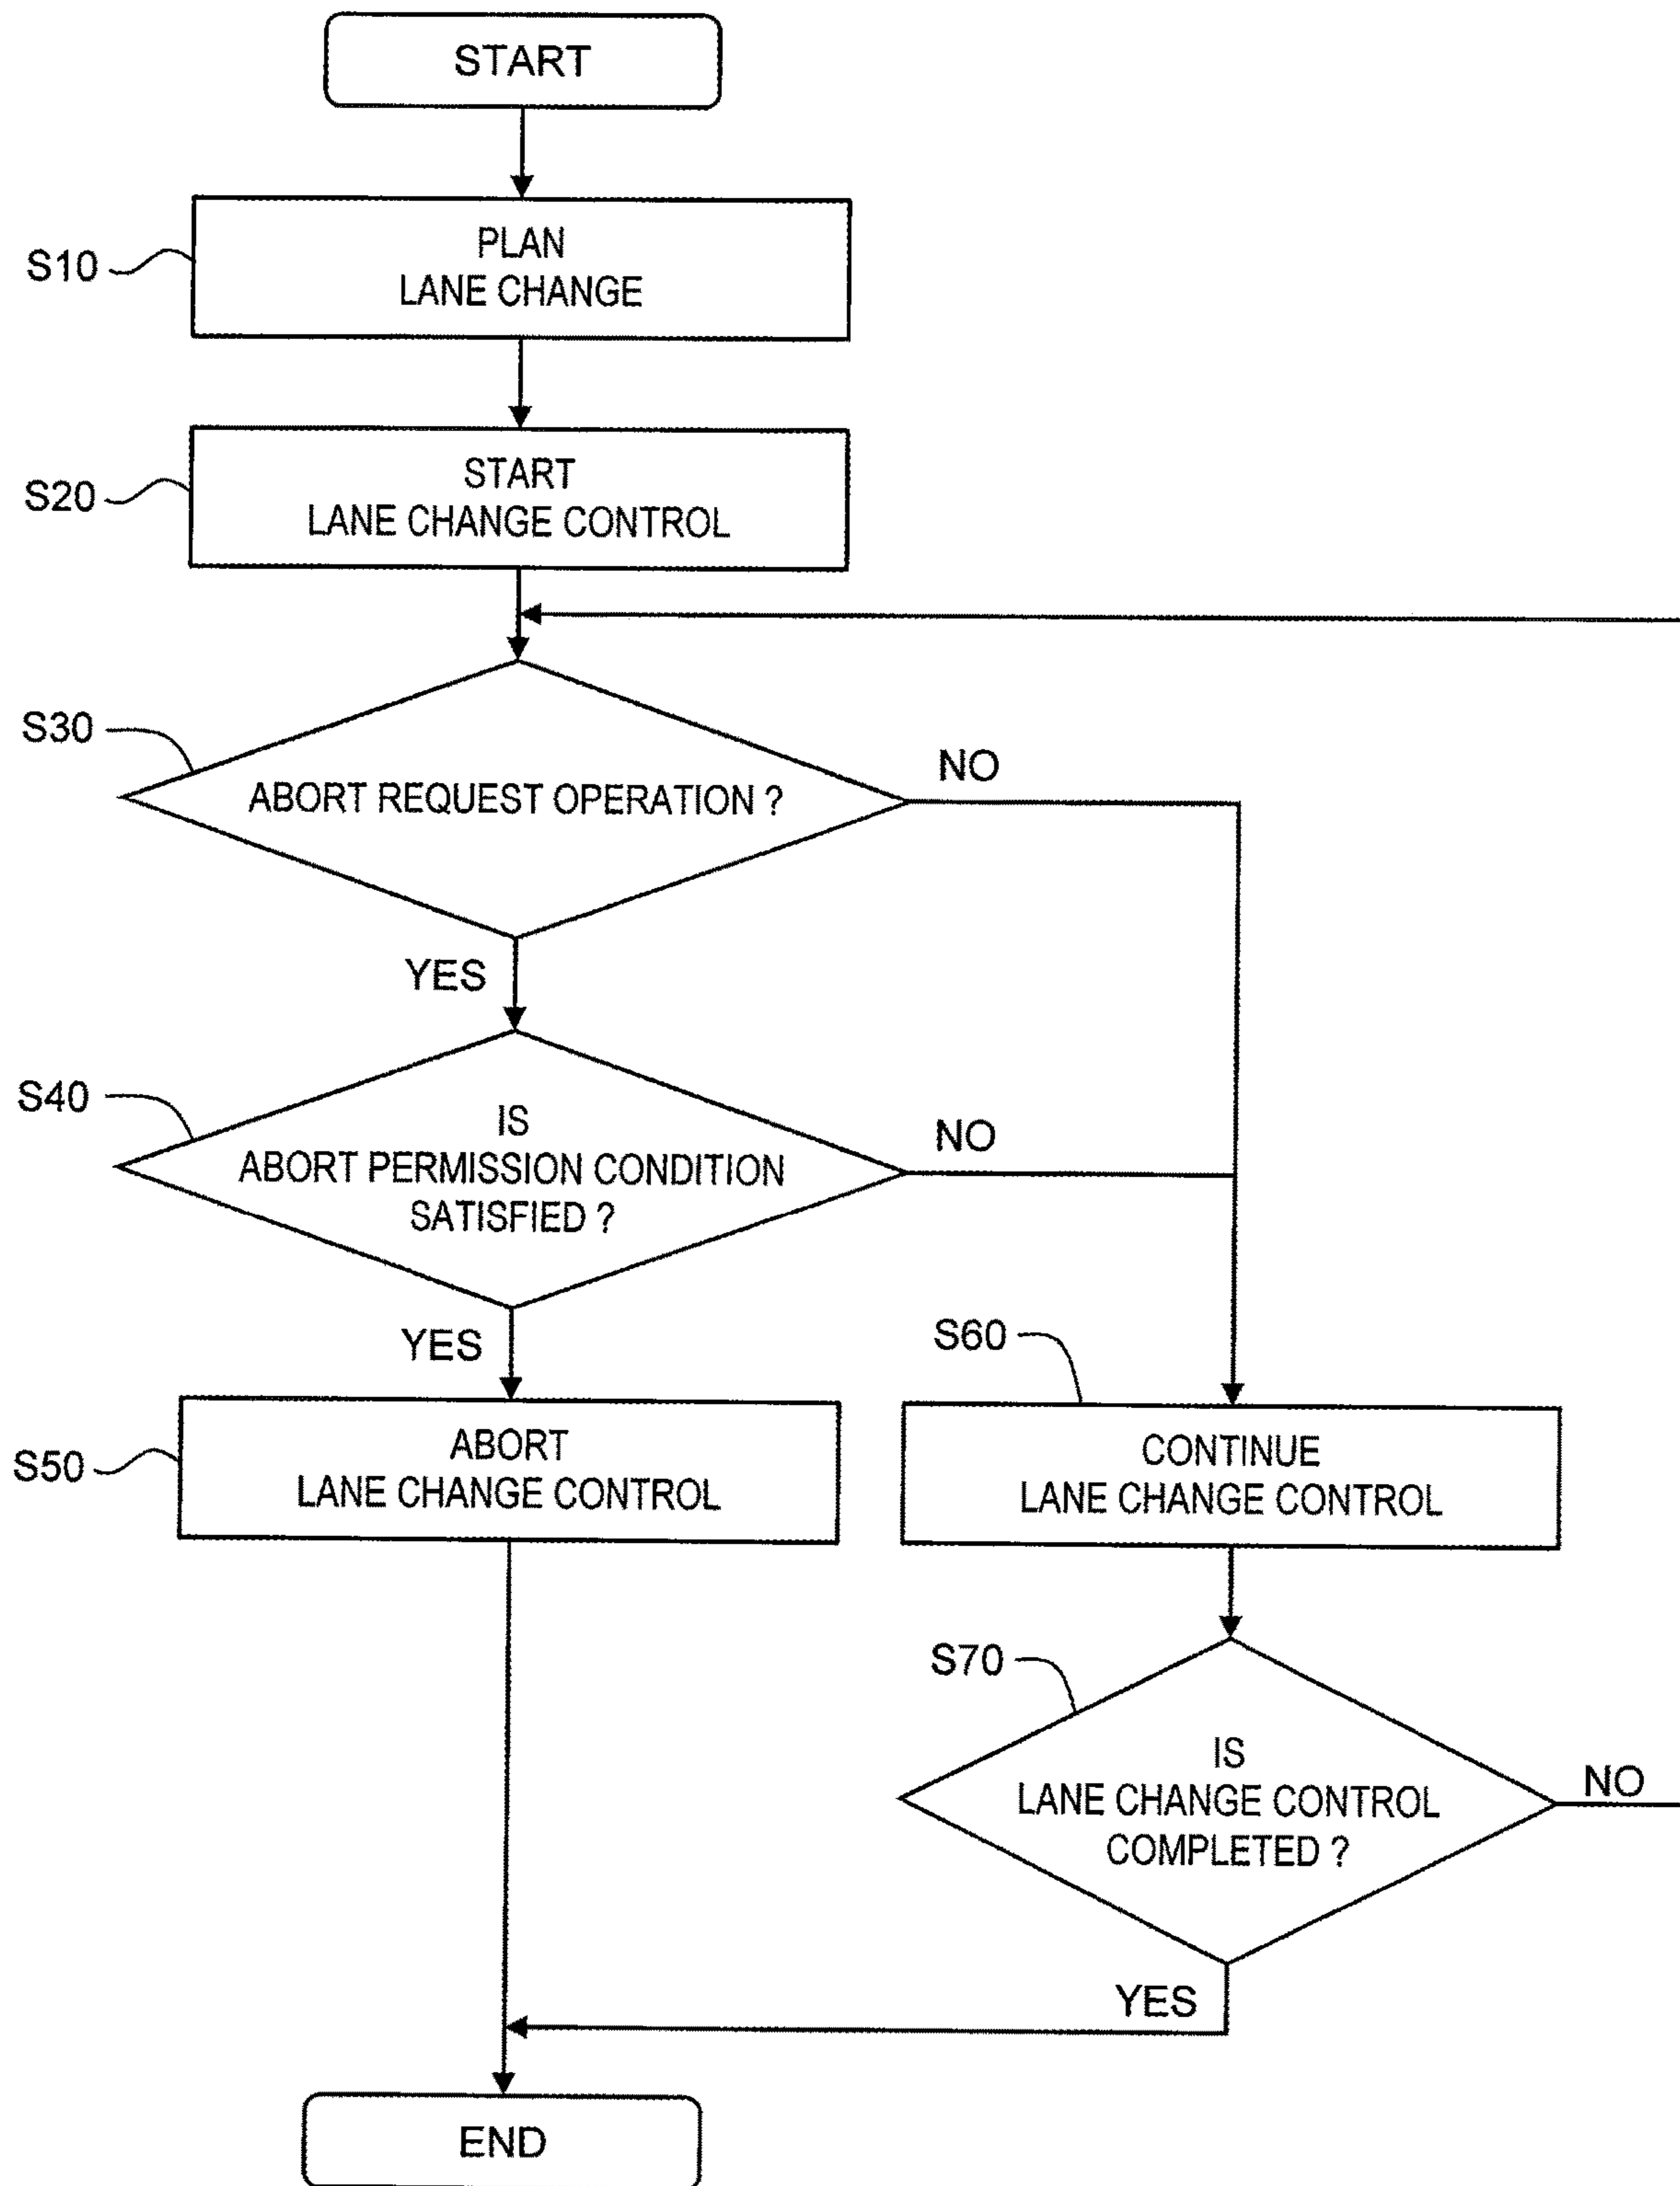 START
S10
PLAN
LANE CHANGE
S20
START
LANE CHANGE CONTROL
S30
ABORT REQUEST OPERATION ?
NO
YES
S40
IS
ABORT PERMISSION CONDITION
SATISFIED ?
NO
YES
S50
ABORT
LANE CHANGE CONTROL
S60
CONTINUE
LANE CHANGE CONTROL
S70
IS
LANE CHANGE CONTROL
COMPLETED ?
NO
YES
END